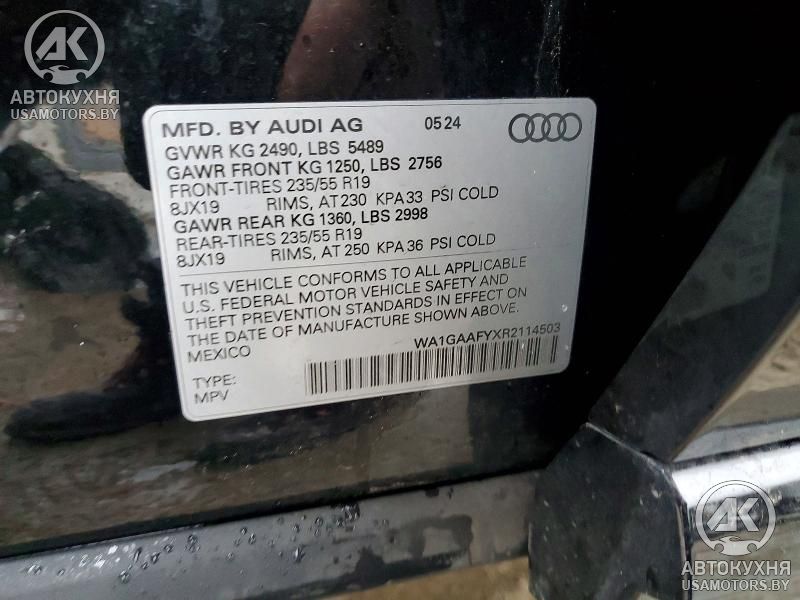 AK
АВТОКУХНЯ
USAMOTORS.BY
MFD. BY AUDI AG 05 24
GVWR KG 2490, LBS 5489
GAWR FRONT KG 1250, LBS 2756
FRONT-TIRES 235/55 R19
8JX19 RIMS, AT 230 KPA 33 PSI COLD
GAWR REAR KG 1360, LBS 2998
REAR-TIRES 235/55 R19
8JX19 RIMS, AT 250 KPA 36 PSI COLD
THIS VEHICLE CONFORMS TO ALL APPLICABLE
U.S. FEDERAL MOTOR VEHICLE SAFETY AND
THEFT PREVENTION STANDARDS IN EFFECT ON
THE DATE OF MANUFACTURE SHOWN ABOVE.
MEXICO
WA1GAAFYXR2114503
TYPE:
MPV
AK
АВТОКУХНЯ
USAMOTORS.BY